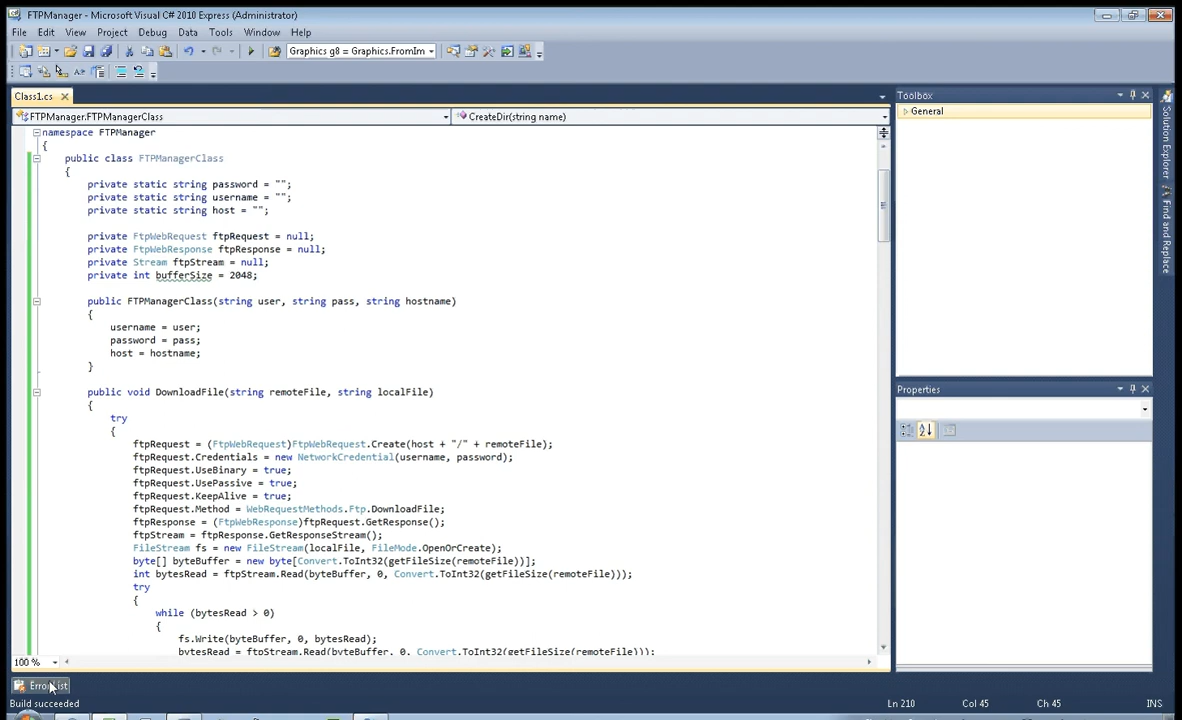 FTPManager - Microsoft Visual C# 2010 Express (Administrator)
File Edit View Project Debug Data Tools Window Help
Graphics g8 = Graphics.FromIm
Class1.cs
FTPManager.FTPManagerClass
CreateDir(string name)
namespace FTPManager
{
public class FTPManagerClass
{
private static string password = "";
private static string username = "";
private static string host = "";
private FtpWebRequest ftpRequest = null;
private FtpWebResponse ftpResponse = null;
private Stream ftpStream = null;
private int bufferSize = 2048;
public FTPManagerClass(string user, string pass, string hostname)
{
username = user;
password = pass;
host = hostname;
}
public void DownloadFile(string remoteFile, string localFile)
{
try
{
ftpRequest = (FtpWebRequest)FtpWebRequest.Create(host + "/" + remoteFile);
ftpRequest.Credentials = new NetworkCredential(username, password);
ftpRequest.UseBinary = true;
ftpRequest.UsePassive = true;
ftpRequest.KeepAlive = true;
ftpRequest.Method = WebRequestMethods.Ftp.DownloadFile;
ftpResponse = (FtpWebResponse)ftpRequest.GetResponse();
ftpStream = ftpResponse.GetResponseStream();
FileStream fs = new FileStream(localFile, FileMode.OpenOrCreate);
byte[] byteBuffer = new byte[Convert.ToInt32(getFileSize(remoteFile))];
int bytesRead = ftpStream.Read(byteBuffer, 0, Convert.ToInt32(getFileSize(remoteFile)));
try
{
while (bytesRead > 0)
{
fs.Write(byteBuffer, 0, bytesRead);
bytesRead = ftpStream.Read(byteBuffer, 0, Convert.ToInt32(getFileSize(remoteFile)));
100 %
Toolbox
General
Properties
Solution Explorer
Find and Replace
Error List
Build succeeded
Ln 210
Col 45
Ch 45
INS